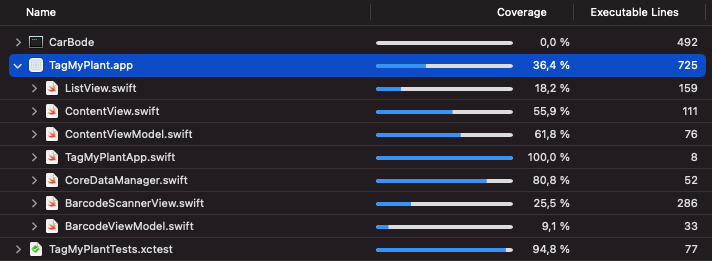 Name Coverage Executable Lines
CarBode 0,0 % 492
TagMyPlant.app 36,4 % 725
ListView.swift 18,2 % 159
ContentView.swift 55,9 % 111
ContentViewModel.swift 61,8 % 76
TagMyPlantApp.swift 100,0 % 8
CoreDataManager.swift 80,8 % 52
BarcodeScannerView.swift 25,5 % 286
BarcodeViewModel.swift 9,1 % 33
TagMyPlantTests.xctest 94,8 % 77